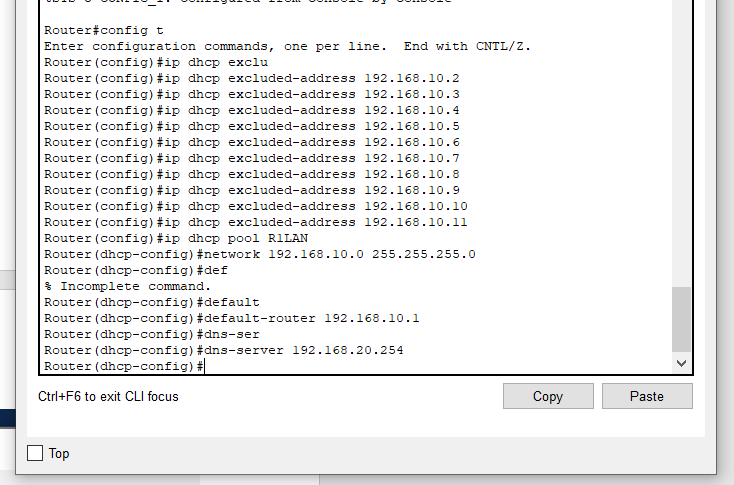 Router#config t
Enter configuration commands, one per line.  End with CNTL/Z.
Router(config)#ip dhcp exclu
Router(config)#ip dhcp excluded-address 192.168.10.2
Router(config)#ip dhcp excluded-address 192.168.10.3
Router(config)#ip dhcp excluded-address 192.168.10.4
Router(config)#ip dhcp excluded-address 192.168.10.5
Router(config)#ip dhcp excluded-address 192.168.10.6
Router(config)#ip dhcp excluded-address 192.168.10.7
Router(config)#ip dhcp excluded-address 192.168.10.8
Router(config)#ip dhcp excluded-address 192.168.10.9
Router(config)#ip dhcp excluded-address 192.168.10.10
Router(config)#ip dhcp excluded-address 192.168.10.11
Router(config)#ip dhcp pool R1LAN
Router(dhcp-config)#network 192.168.10.0 255.255.255.0
Router(dhcp-config)#def
% Incomplete command.
Router(dhcp-config)#default
Router(dhcp-config)#default-router 192.168.10.1
Router(dhcp-config)#dns-ser
Router(dhcp-config)#dns-server 192.168.20.254
Router(dhcp-config)#
Ctrl+F6 to exit CLI focus
Copy
Paste
Top